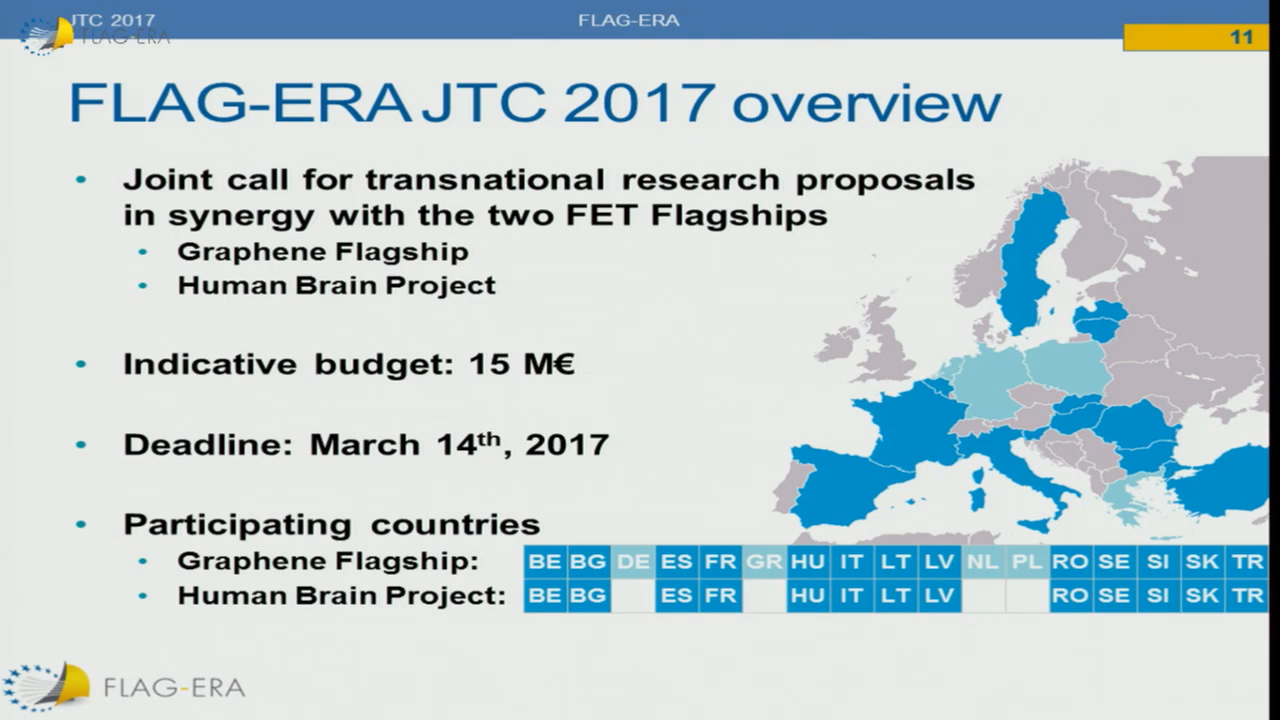 JTC 2017
FLAG-ERA
FLAG-ERA
11
FLAG-ERA JTC 2017 overview
• Joint call for transnational research proposals
in synergy with the two FET Flagships
• Graphene Flagship
• Human Brain Project
• Indicative budget: 15 M€
• Deadline: March 14th, 2017
• Participating countries
• Graphene Flagship: BE BG DE ES FR GR HU IT LT LV NL PL RO SE SI SK TR
• Human Brain Project: BE BG ES FR HU IT LT LV RO SE SI SK TR
FLAG-ERA